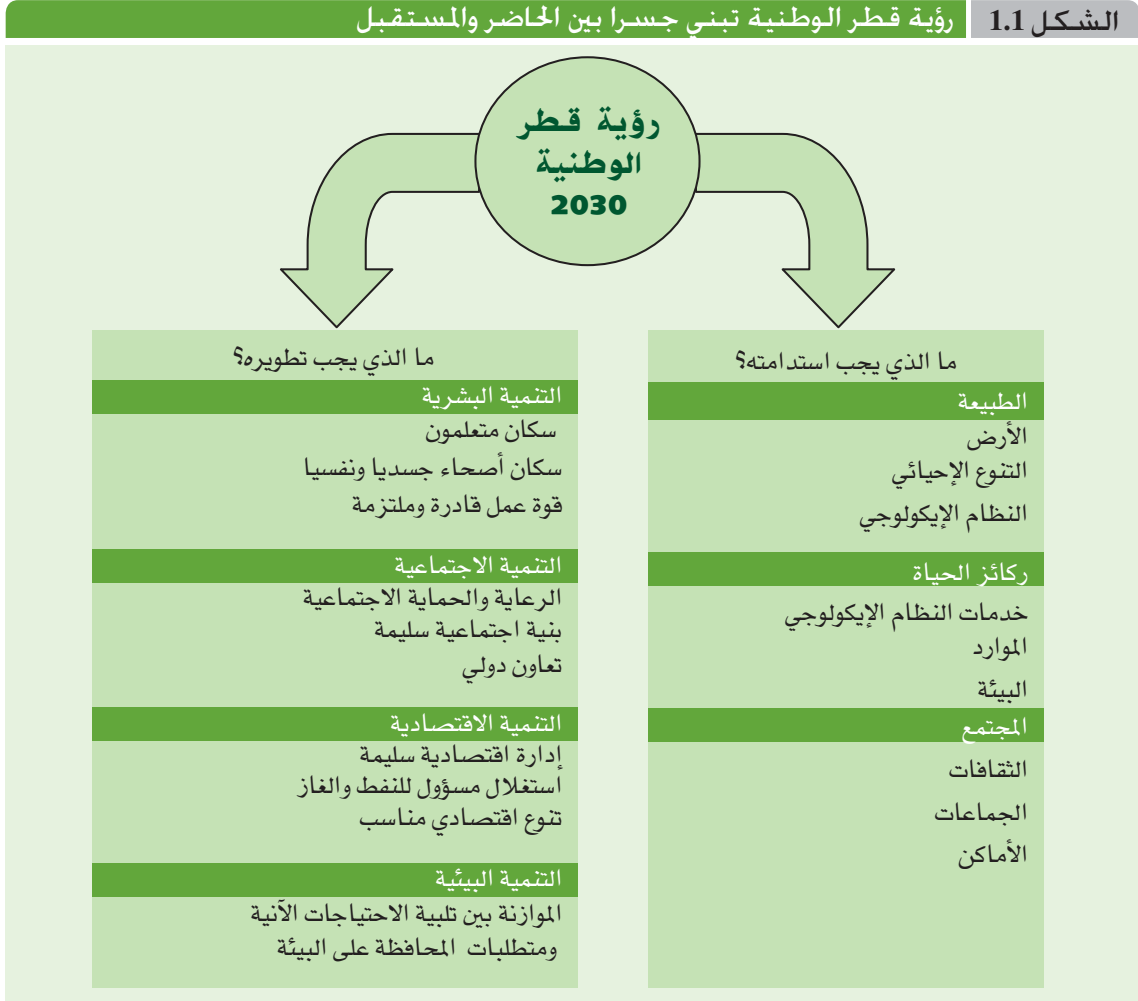 الشكل 1.1 رؤية قطر الوطنية تبني جسرا بين الحاضر والمستقبل
رؤية قطر
الوطنية
2030
ما الذي يجب استدامته؟
الطبيعة
الأرض
التنوع الإحيائي
النظام الإيكولوجي
ركائز الحياة
خدمات النظام الإيكولوجي
الموارد
البيئة
المجتمع
الثقافات
الجماعات
الأماكن
ما الذي يجب تطويره؟
التنمية البشرية
سكان متعلمون
سكان أصحاء جسديا ونفسيا
قوة عمل قادرة وملتزمة
التنمية الاجتماعية
الرعاية والحماية الاجتماعية
بنية اجتماعية سليمة
تعاون دولي
التنمية الاقتصادية
إدارة اقتصادية سليمة
استغلال مسؤول للنفط والغاز
تنوع اقتصادي مناسب
التنمية البيئية
الموازنة بين تلبية الاحتياجات الآنية
ومتطلبات المحافظة على البيئة